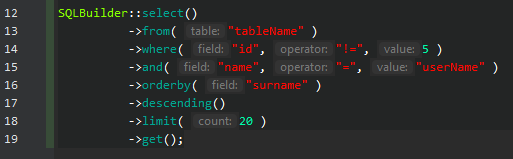 12 SQLBuilder::select()
13 ->from( table: "tableName" )
14 ->where( field: "id", operator: "!=", value: 5 )
15 ->and( field: "name", operator: "=", value: "userName" )
16 ->orderby( field: "surname" )
17 ->descending()
18 ->limit( count: 20 )
19 ->get();